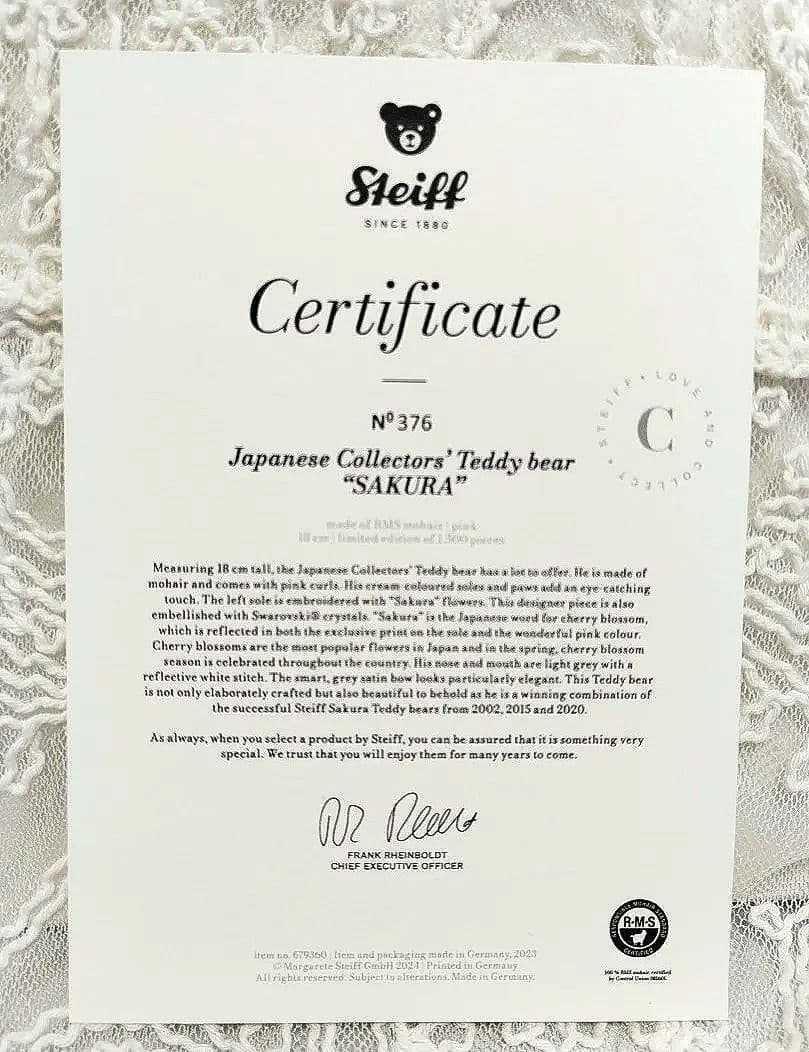 Steiff
SINCE 1880
Certificate
Nº 376
Japanese Collectors' Teddy bear
"SAKURA"
STEIFF • LOVE AND COLLECT •
C
made of RMS mohair | pink
18 cm | limited edition of 1.500 pieces
Measuring 18 cm tall, the Japanese Collectors' Teddy bear has a lot to offer. He is made of
mohair and comes with pink curls. His cream-coloured soles and paws add an eye-catching
touch. The left sole is embroidered with "Sakura" flowers. This designer piece is also
embellished with Swarovski® crystals. "Sakura" is the Japanese word for cherry blossom,
which is reflected in both the exclusive print on the sole and the wonderful pink colour.
Cherry blossoms are the most popular flowers in Japan and in the spring, cherry blossom
season is celebrated throughout the country. His nose and mouth are light grey with a
reflective white stitch. The smart, grey satin bow looks particularly elegant. This Teddy bear
is not only elaborately crafted but also beautiful to behold as he is a winning combination of
the successful Steiff Sakura Teddy bears from 2002, 2015 and 2020.
As always, when you select a product by Steiff, you can be assured that it is something very
special. We trust that you will enjoy them for many years to come.
FRANK RHEINBOLDT
CHIEF EXECUTIVE OFFICER
RESPONSIBLE MOHAIR STANDARD
R·M·S
CERTIFIED
100 % RMS mohair, certified
by Control Union
item no. 679360 | Item and packaging made in Germany, 2023
© Margarete Steiff GmbH 2024 | Printed in Germany
All rights reserved. Subject to alterations. Made in Germany.